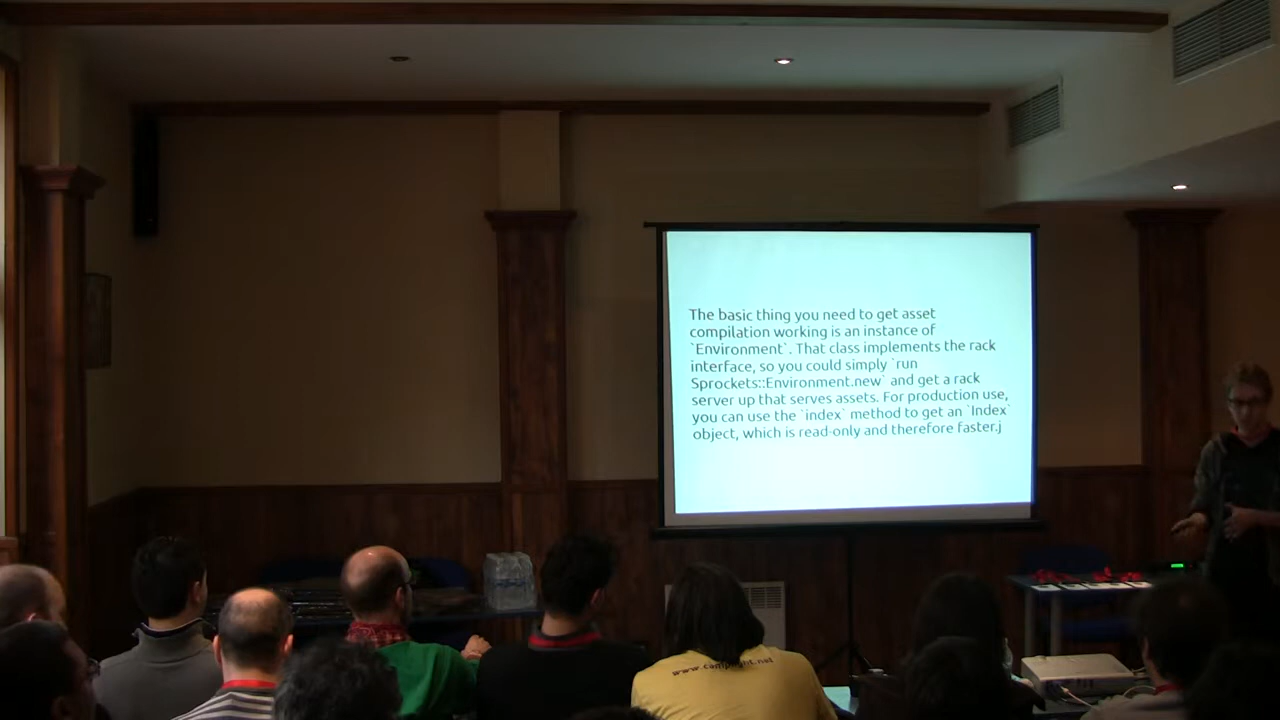 The basic thing you need to get asset
compilation working is an instance of
`Environment`. That class implements the rack
interface, so you could simply `run
Sprockets::Environment.new` and get a rack
server up that serves assets. For production use,
you can use the `index` method to get an `Index`
object, which is read-only and therefore faster.j
www.camplight.net